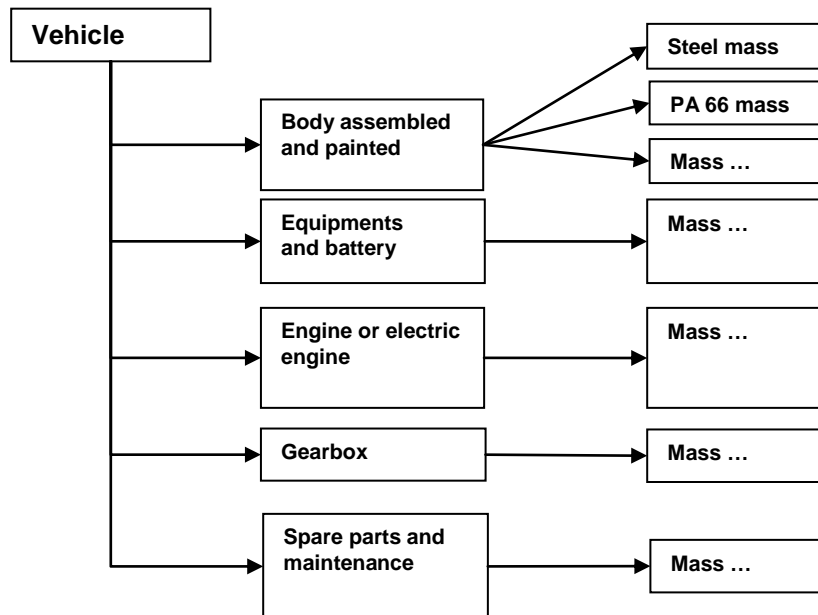 Vehicle
Steel mass
PA 66 mass
Body assembled
and painted
Mass …
Equipments
and battery
Mass …
Engine or electric
engine
Mass …
Gearbox
Mass …
Spare parts and
maintenance
Mass …